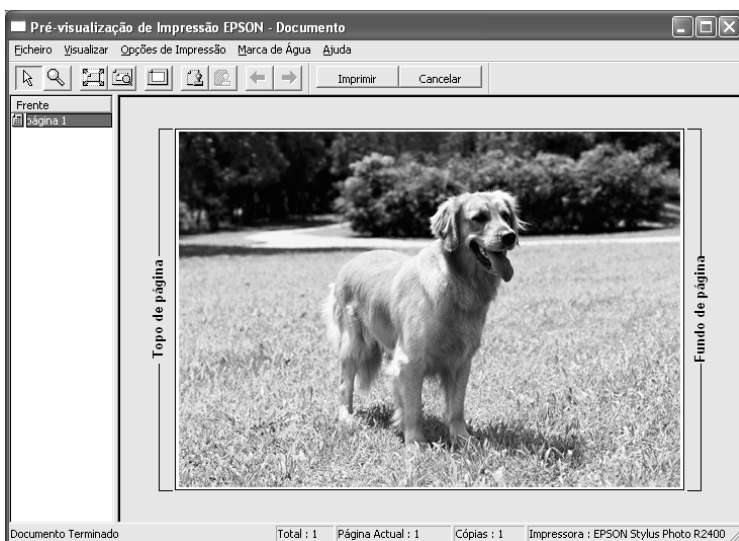 Pré-visualização de Impressão EPSON - Documento
Ficheiro Visualizar Opções de Impressão Marca de Água Ajuda
Imprimir Cancelar
Frente
página 1
Topo de página
Fundo de página
Documento Terminado Total : 1 Página Actual : 1 Cópias : 1 Impressora : EPSON Stylus Photo R2400